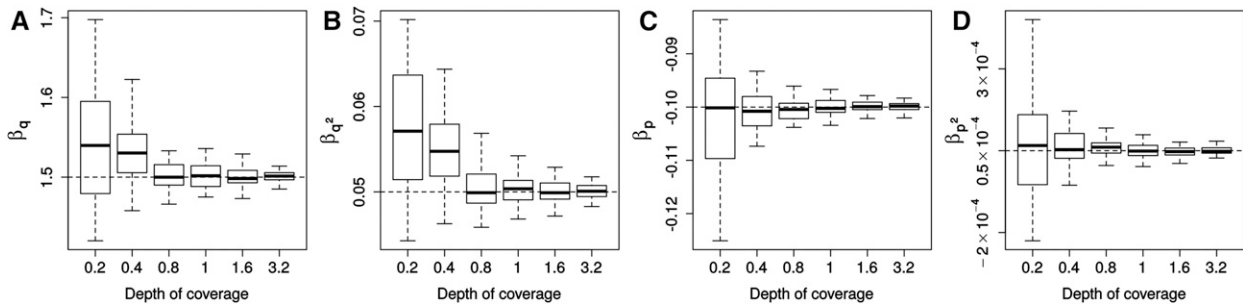 A
B
C
D
βq
1.7
1.6
1.5
0.2 0.4 0.8 1 1.6 3.2
Depth of coverage
βq²
0.07
0.06
0.05
0.2 0.4 0.8 1 1.6 3.2
Depth of coverage
βp
-0.09
-0.10
-0.11
-0.12
0.2 0.4 0.8 1 1.6 3.2
Depth of coverage
βp²
3×10⁻⁴
0.5×10⁻⁴
−2×10⁻⁴
0.2 0.4 0.8 1 1.6 3.2
Depth of coverage